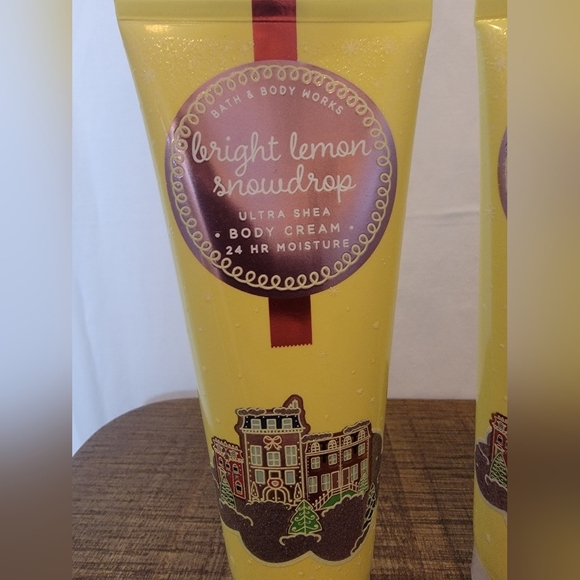 BATH & BODY WORKS
bright lemon
snowdrop
ULTRA SHEA
• BODY CREAM •
24 HR MOISTURE